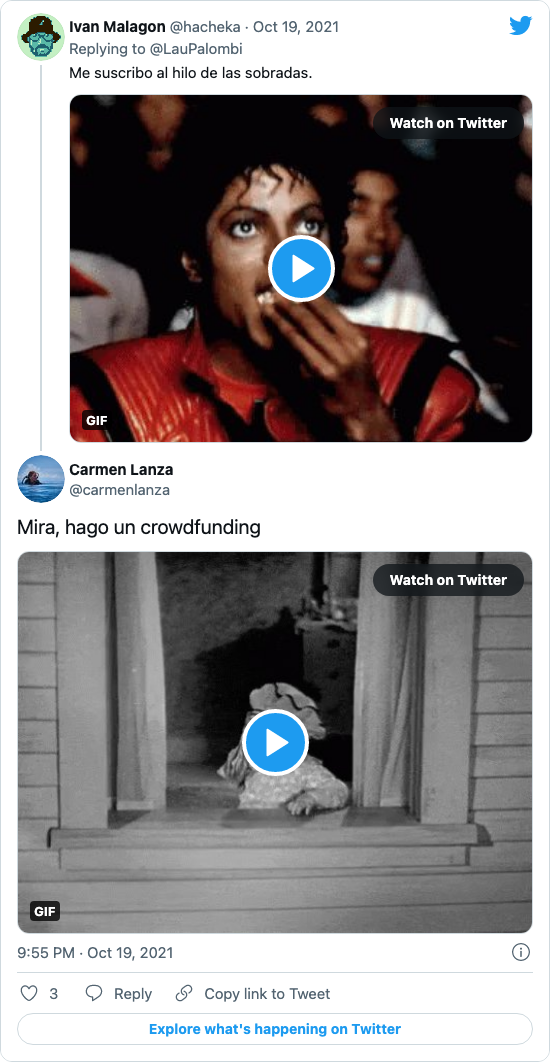 Ivan Malagon @hacheka · Oct 19, 2021
Replying to @LauPalombi
Me suscribo al hilo de las sobradas.
Watch on Twitter
GIF
Carmen Lanza
@carmenlanza
Mira, hago un crowdfunding
Watch on Twitter
GIF
9:55 PM · Oct 19, 2021
3 Reply Copy link to Tweet
Explore what's happening on Twitter